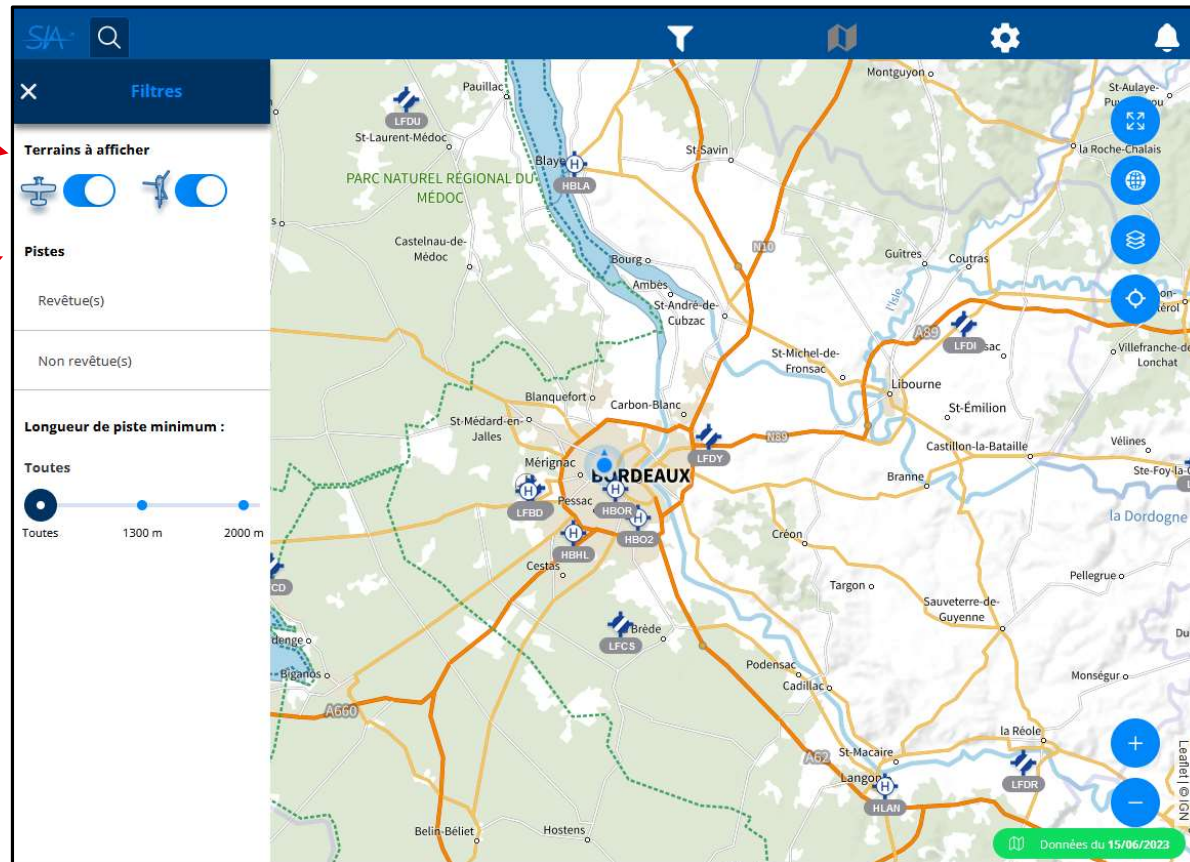 SIA
Filtres
Terrains à afficher
Pistes
Revêtue(s)
Non revêtue(s)
Longueur de piste minimum :
Toutes
Toutes
1300 m
2000 m
Montguyon
Pauillac
St-Aulaye-
LFDU
St-Laurent-Médoc
la Roche-Chalais
St-Savin
Blaye
HBLA
PARC NATUREL RÉGIONAL DU
MÉDOC
Castelnau-de-
Médoc
N10
Bourg
Guîtres
Coutras
Ambès
St-André-de-
Cubzac
l'Isle
A89
LFDI
sac
St-Michel-de-
Fronsac
Villefranche-de-
Lonchat
Libourne
Blanquefort
Carbon-Blanc
St-Émilion
St-Médard-en-
Jalles
N89
LFDY
Castillon-la-Bataille
Vélines
Mérignac
BORDEAUX
Branne
Ste-Foy-la-
Pessac
LFBD
HBOR
la Dordogne
HBO2
Créon
HBHL
Cestas
Pellegrue
CD
Targon
Sauveterre-de-
Guyenne
Brède
LFCS
Du
denge
Podensac
Monségur
Biganos
Cadillac
A660
la Réole
St-Macaire
A62
Langon
LFDR
HLAN
Belin-Béliet
Hostens
Leaflet | © IGN
Données du 15/06/2023